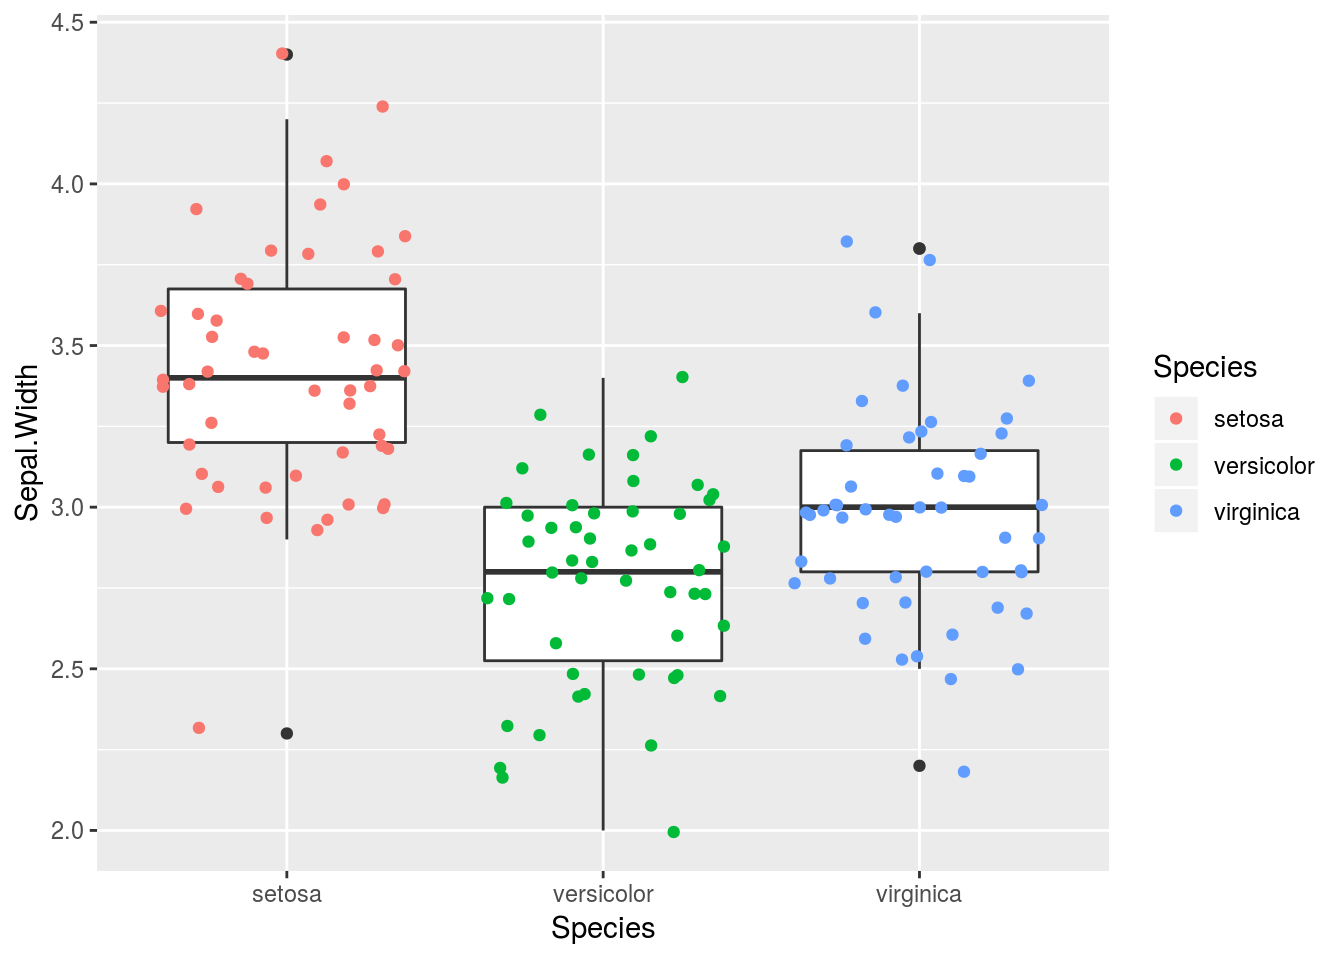 4.5
4.0
3.5
3.0
2.5
2.0
Sepal.Width
setosa
versicolor
virginica
Species
Species
setosa
versicolor
virginica